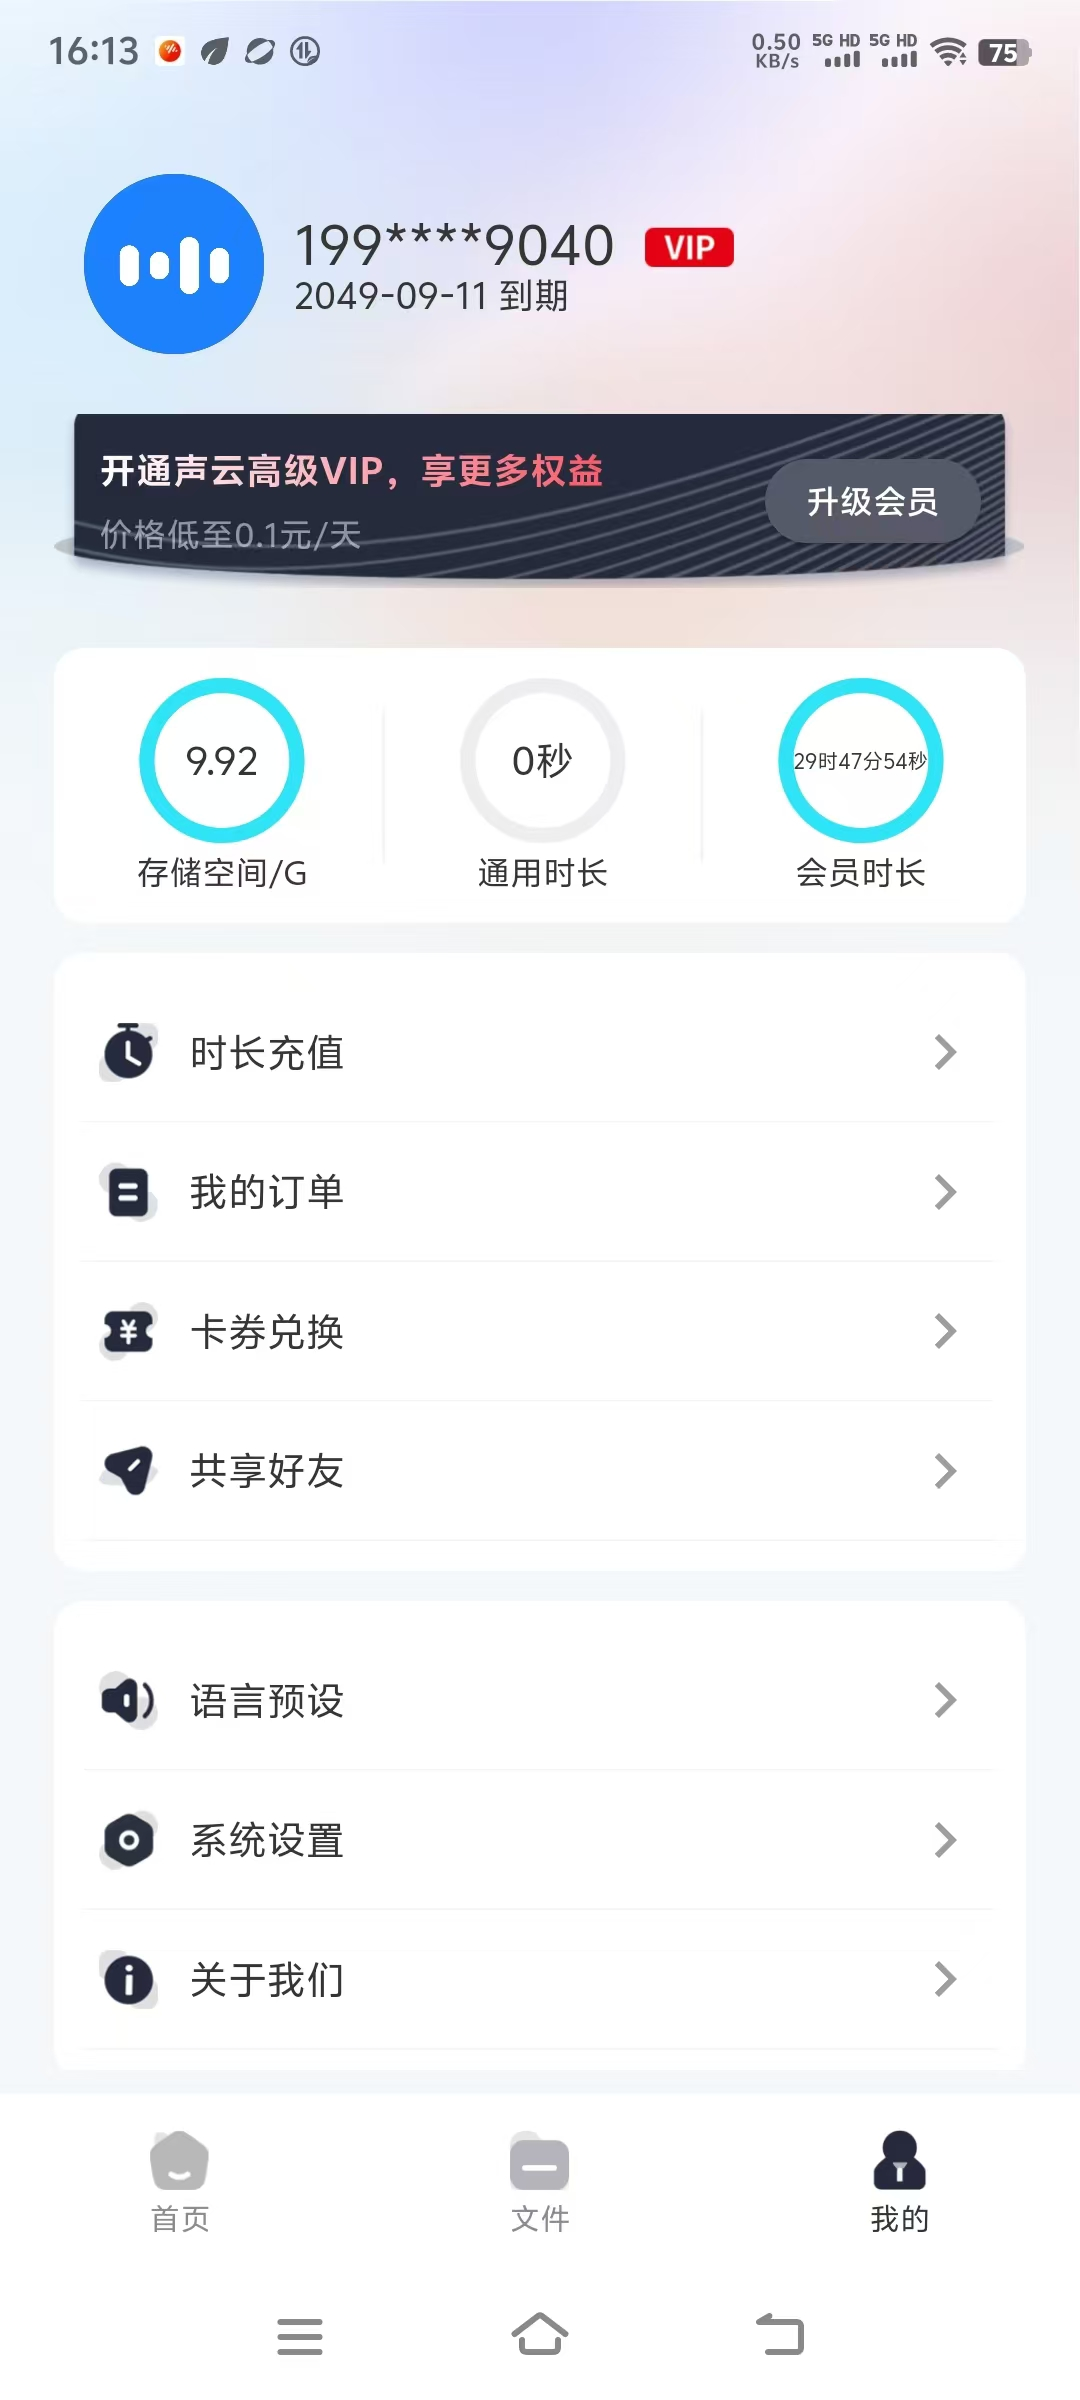 16:13
0.50 KB/s 5G HD 5G HD 75
199****9040 VIP
2049-09-11 到期
开通声云高级VIP，享更多权益
价格低至0.1元/天
升级会员
9.92 0秒 29时47分54秒
存储空间/G 通用时长 会员时长
时长充值
我的订单
卡券兑换
共享好友
语言预设
系统设置
关于我们
首页 文件 我的